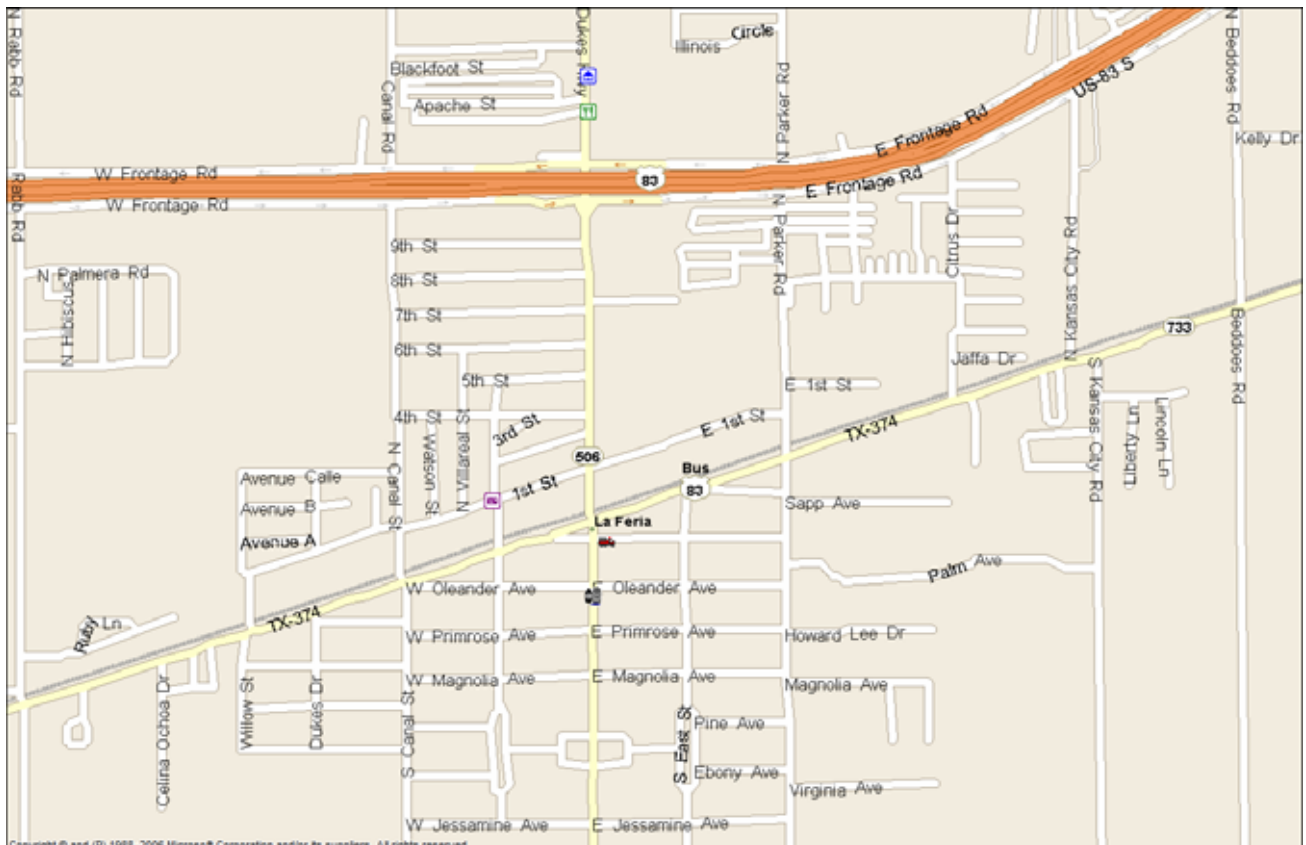 N Rabb Rd
Dukes Hwy
Illinois
Circle
N Beddoes Rd
Blackfoot St
Canal Rd
Apache St
N Parker Rd
US-83 S
E Frontage Rd
Kelly Dr
W Frontage Rd
83
E Frontage Rd
W Frontage Rd
Rabb Rd
N Parker Rd
Citrus Dr
N Kansas City Rd
9th St
N Palmera Rd
8th St
N Hibiscus
7th St
733
Beddoes Rd
6th St
Jaffa Dr
5th St
E 1st St
S Kansas City Rd
4th St
3rd St
E 1st St
TX-374
Liberty Ln
Lincoln Ln
N Canal St
Watson St
N Villareal St
506
Bus
83
Avenue Calle
1st St
Sapp Ave
Avenue B
La Feria
Avenue A
Palm Ave
W Oleander Ave
E Oleander Ave
TX-374
Ruby Ln
W Primrose Ave
E Primrose Ave
Howard Lee Dr
W Magnolia Ave
E Magnolia Ave
Magnolia Ave
Celina Ochoa Dr
Willow St
Dukes Dr
S Canal St
S East St
Pine Ave
Ebony Ave
Virginia Ave
W Jessamine Ave
E Jessamine Ave